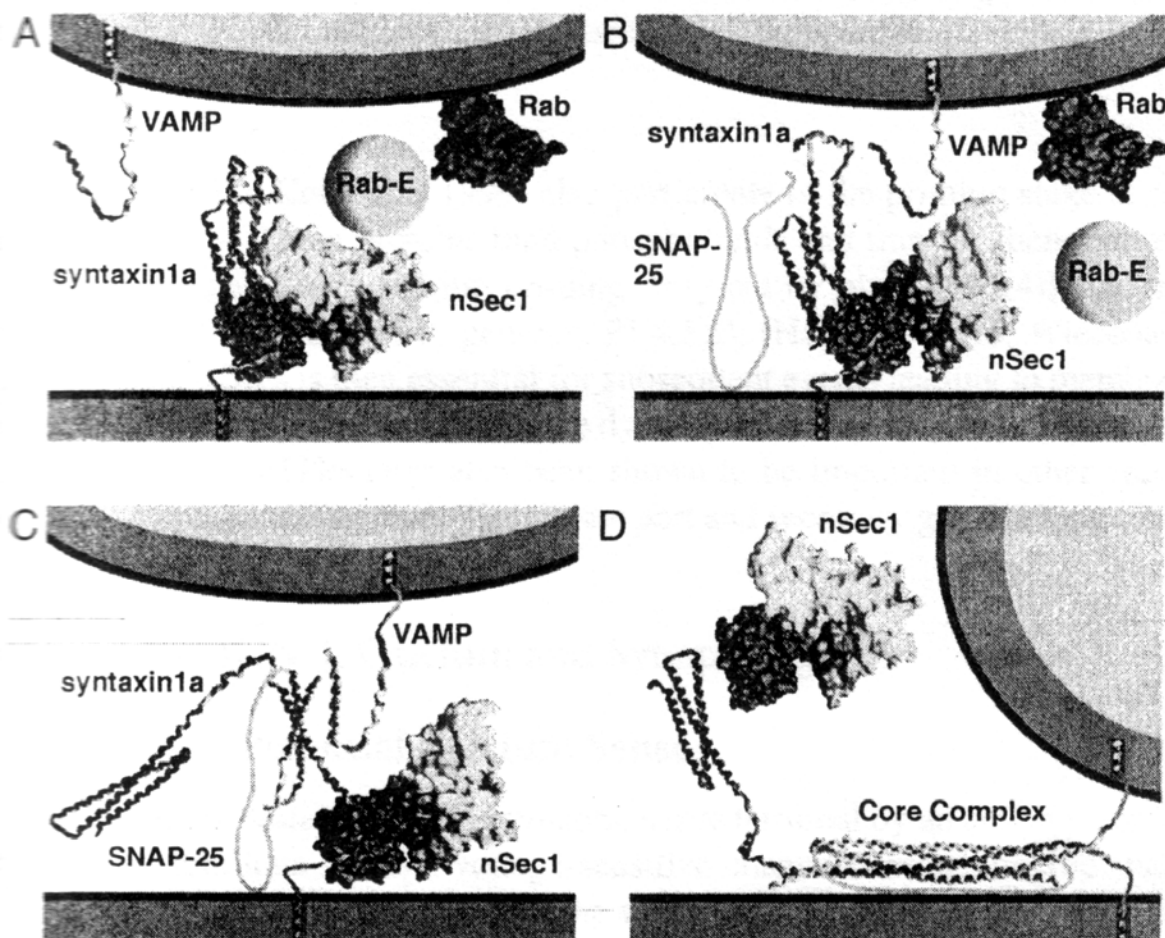 A
VAMP
Rab
Rab-E
syntaxin1a
nSec1
B
Rab
syntaxin1a
VAMP
SNAP-
25
Rab-E
nSec1
C
VAMP
syntaxin1a
SNAP-25
nSec1
D
nSec1
Core Complex